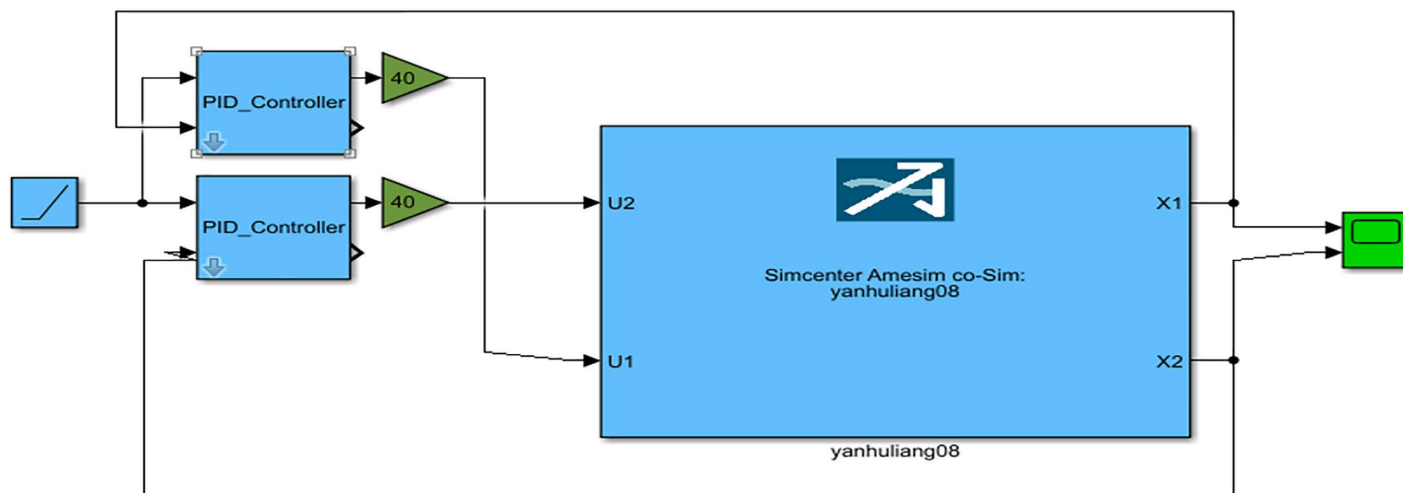 PID_Controller
40
PID_Controller
40
U2
X1
Simcenter Amesim co-Sim:
yanhuliang08
U1
X2
yanhuliang08